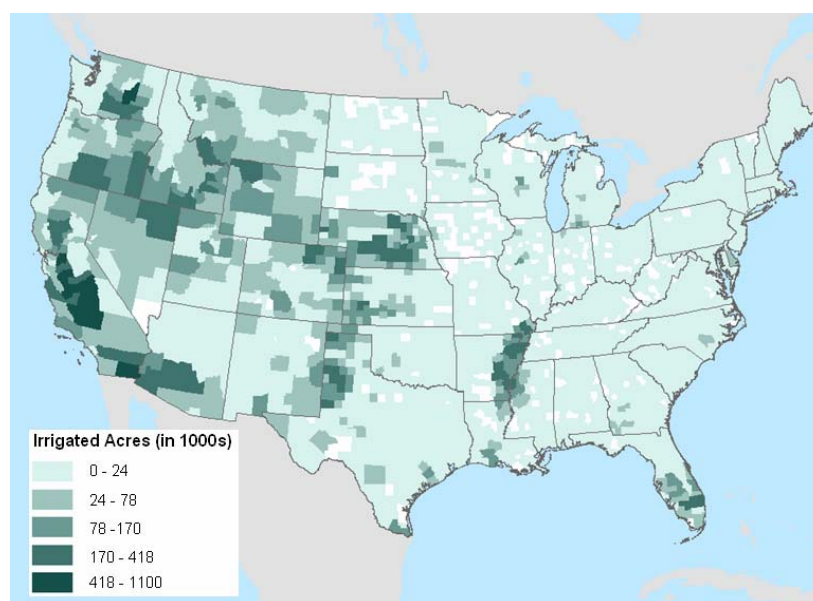 Irrigated Acres (in 1000s)
0 - 24
24 - 78
78 -170
170 - 418
418 - 1100